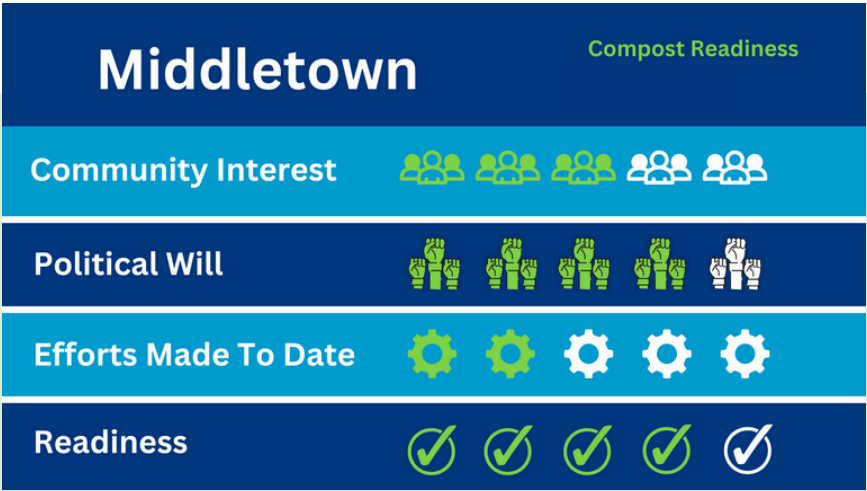 Middletown
Compost Readiness
Community Interest
Political Will
Efforts Made To Date
Readiness